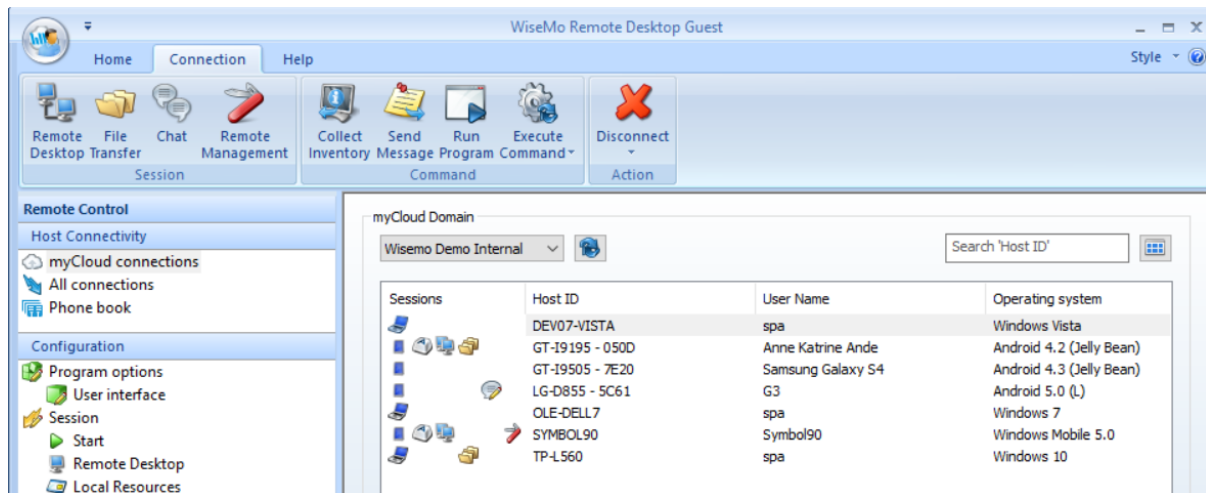 WiseMo Remote Desktop Guest
Home Connection Help Style
Remote Desktop File Transfer Chat Remote Management Collect Inventory Send Message Run Program Execute Command Disconnect
Session Command Action
Remote Control
Host Connectivity
myCloud connections
All connections
Phone book
Configuration
Program options
User interface
Session
Start
Remote Desktop
Local Resources
myCloud Domain
Wisemo Demo Internal Search 'Host ID'
Sessions Host ID User Name Operating system
DEV07-VISTA spa Windows Vista
GT-I9195 - 050D Anne Katrine Ande Android 4.2 (Jelly Bean)
GT-I9505 - 7E20 Samsung Galaxy S4 Android 4.3 (Jelly Bean)
LG-D855 - 5C61 G3 Android 5.0 (L)
OLE-DELL7 spa Windows 7
SYMBOL90 Symbol90 Windows Mobile 5.0
TP-L560 spa Windows 10